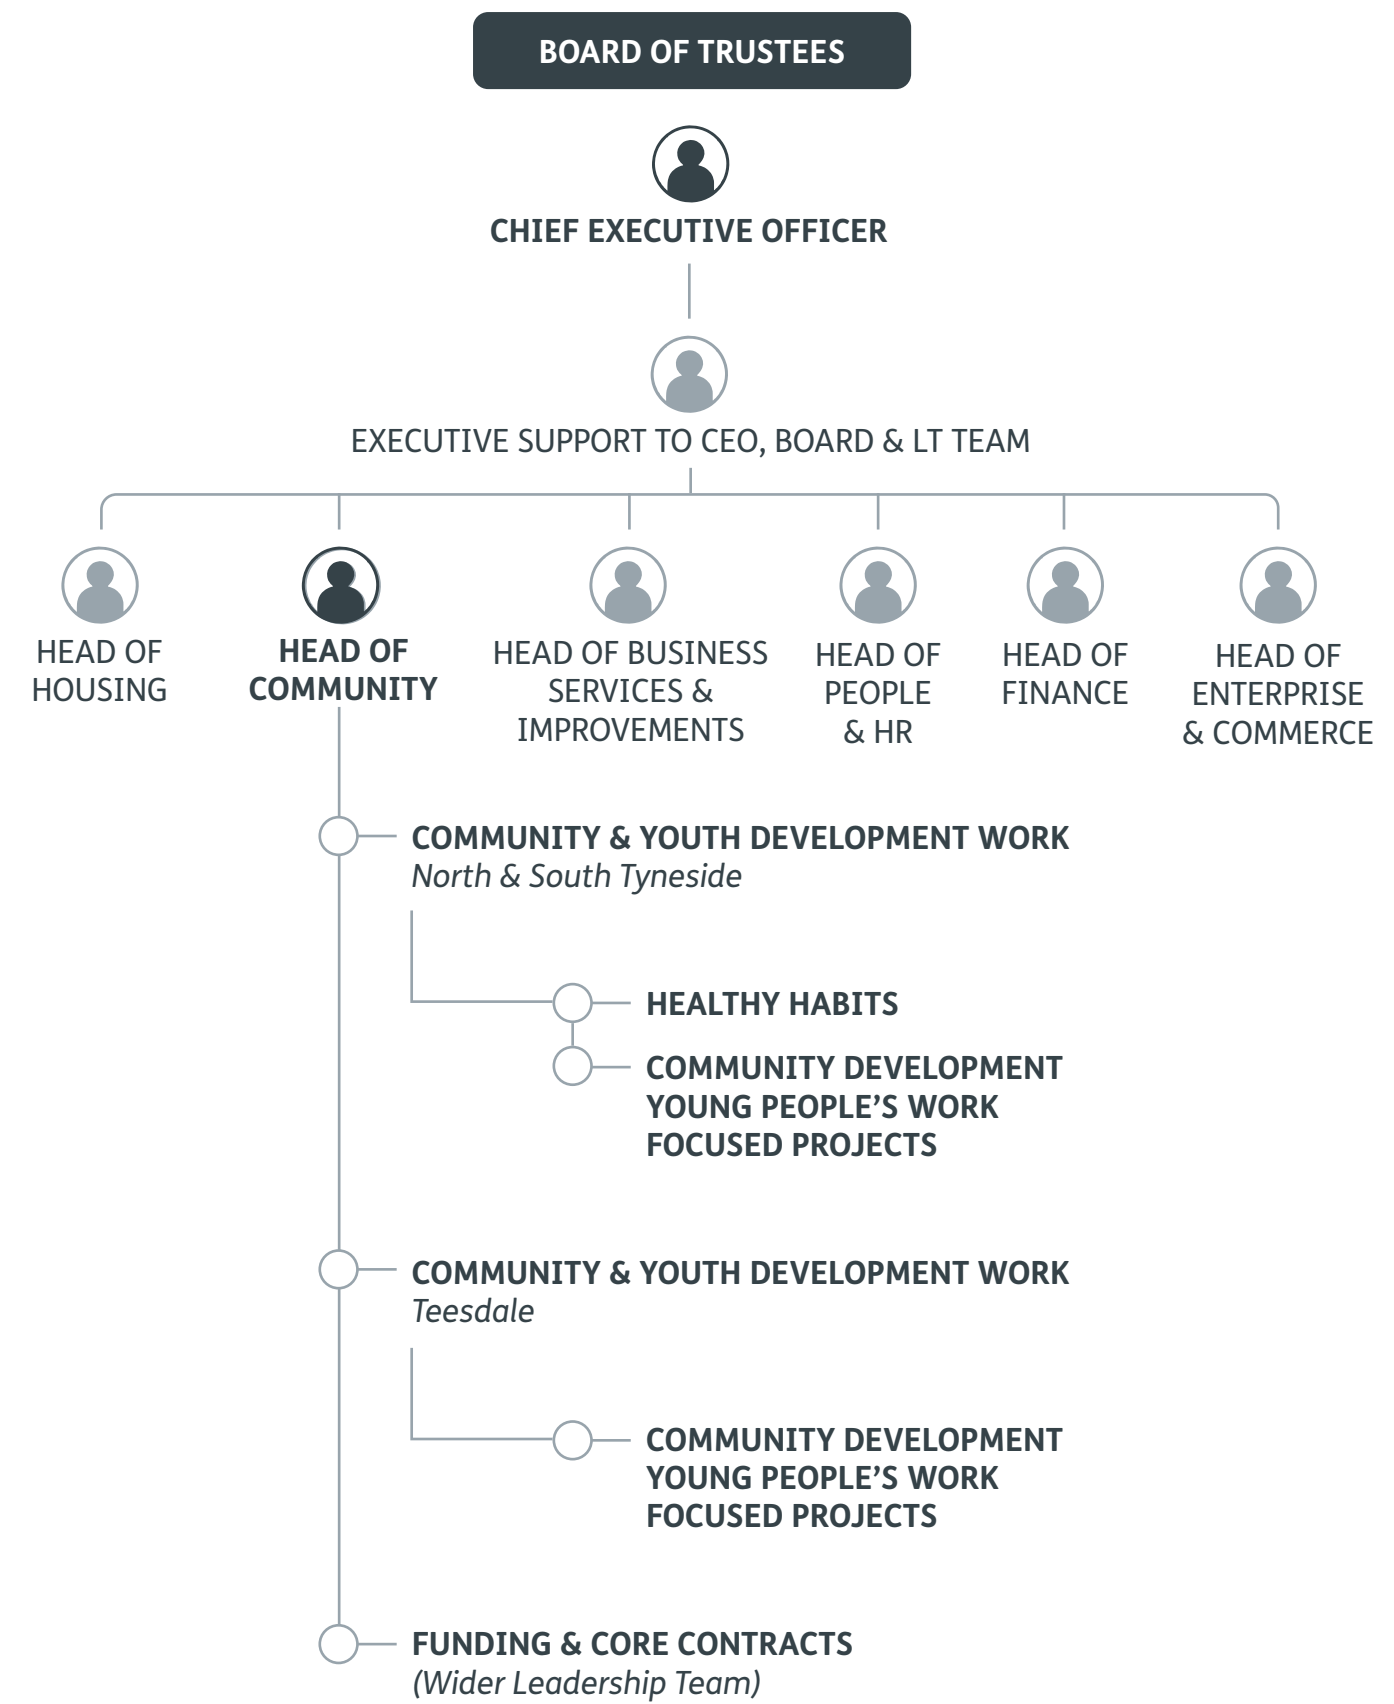 BOARD OF TRUSTEES
CHIEF EXECUTIVE OFFICER
EXECUTIVE SUPPORT TO CEO, BOARD & LT TEAM
HEAD OF
HOUSING
HEAD OF
COMMUNITY
HEAD OF BUSINESS
SERVICES &
IMPROVEMENTS
HEAD OF
PEOPLE
& HR
HEAD OF
FINANCE
HEAD OF
ENTERPRISE
& COMMERCE
COMMUNITY & YOUTH DEVELOPMENT WORK
North & South Tyneside
HEALTHY HABITS
COMMUNITY DEVELOPMENT
YOUNG PEOPLE’S WORK
FOCUSED PROJECTS
COMMUNITY & YOUTH DEVELOPMENT WORK
Teesdale
COMMUNITY DEVELOPMENT
YOUNG PEOPLE’S WORK
FOCUSED PROJECTS
FUNDING & CORE CONTRACTS
(Wider Leadership Team)